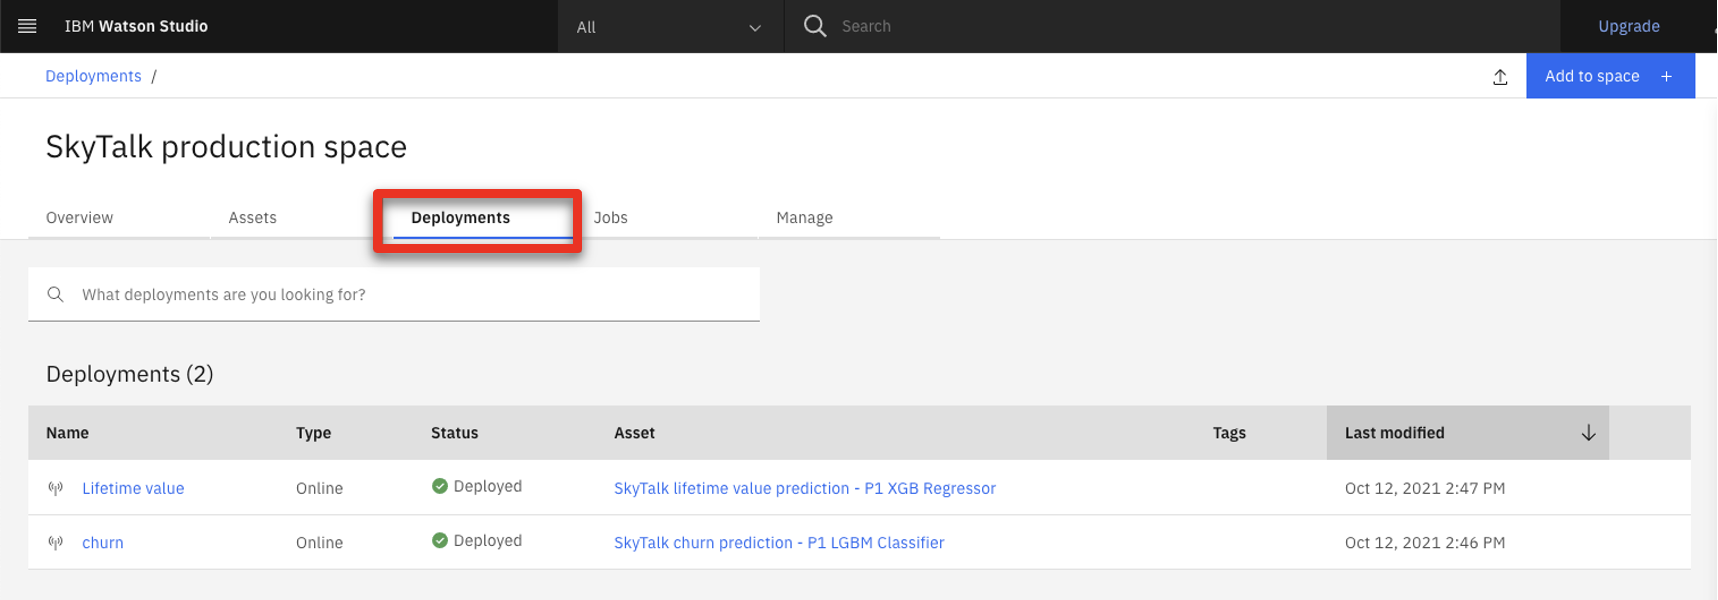 IBM Watson Studio All Search Upgrade
Deployments / Add to space +
SkyTalk production space
Overview Assets Deployments Jobs Manage
What deployments are you looking for?
Deployments (2)
Name Type Status Asset Tags Last modified
Lifetime value Online Deployed SkyTalk lifetime value prediction - P1 XGB Regressor Oct 12, 2021 2:47 PM
churn Online Deployed SkyTalk churn prediction - P1 LGBM Classifier Oct 12, 2021 2:46 PM